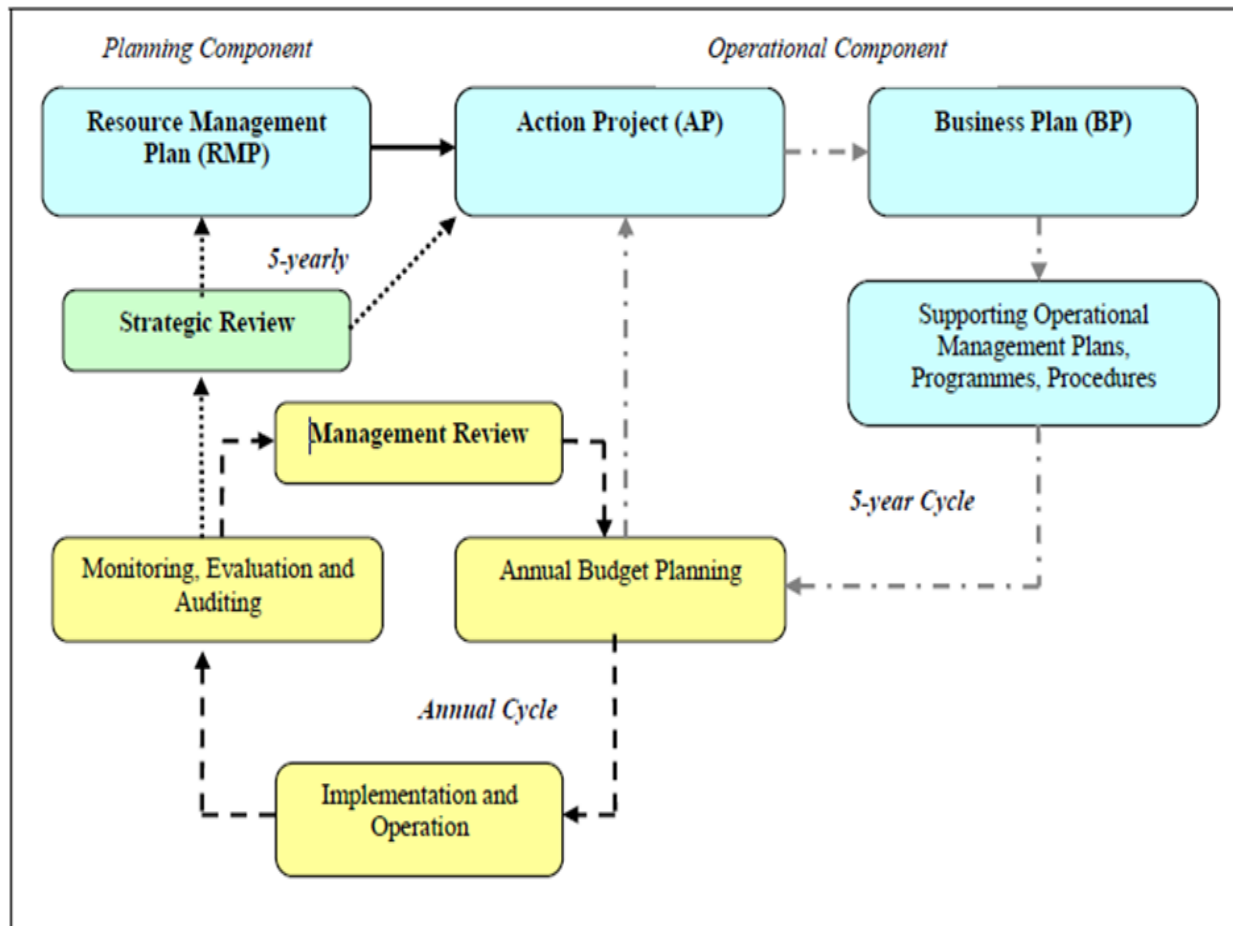 Planning Component
Operational Component
Resource Management
Plan (RMP)
Action Project (AP)
Business Plan (BP)
5-yearly
Strategic Review
Supporting Operational
Management Plans,
Programmes, Procedures
Management Review
5-year Cycle
Monitoring, Evaluation and
Auditing
Annual Budget Planning
Annual Cycle
Implementation and
Operation